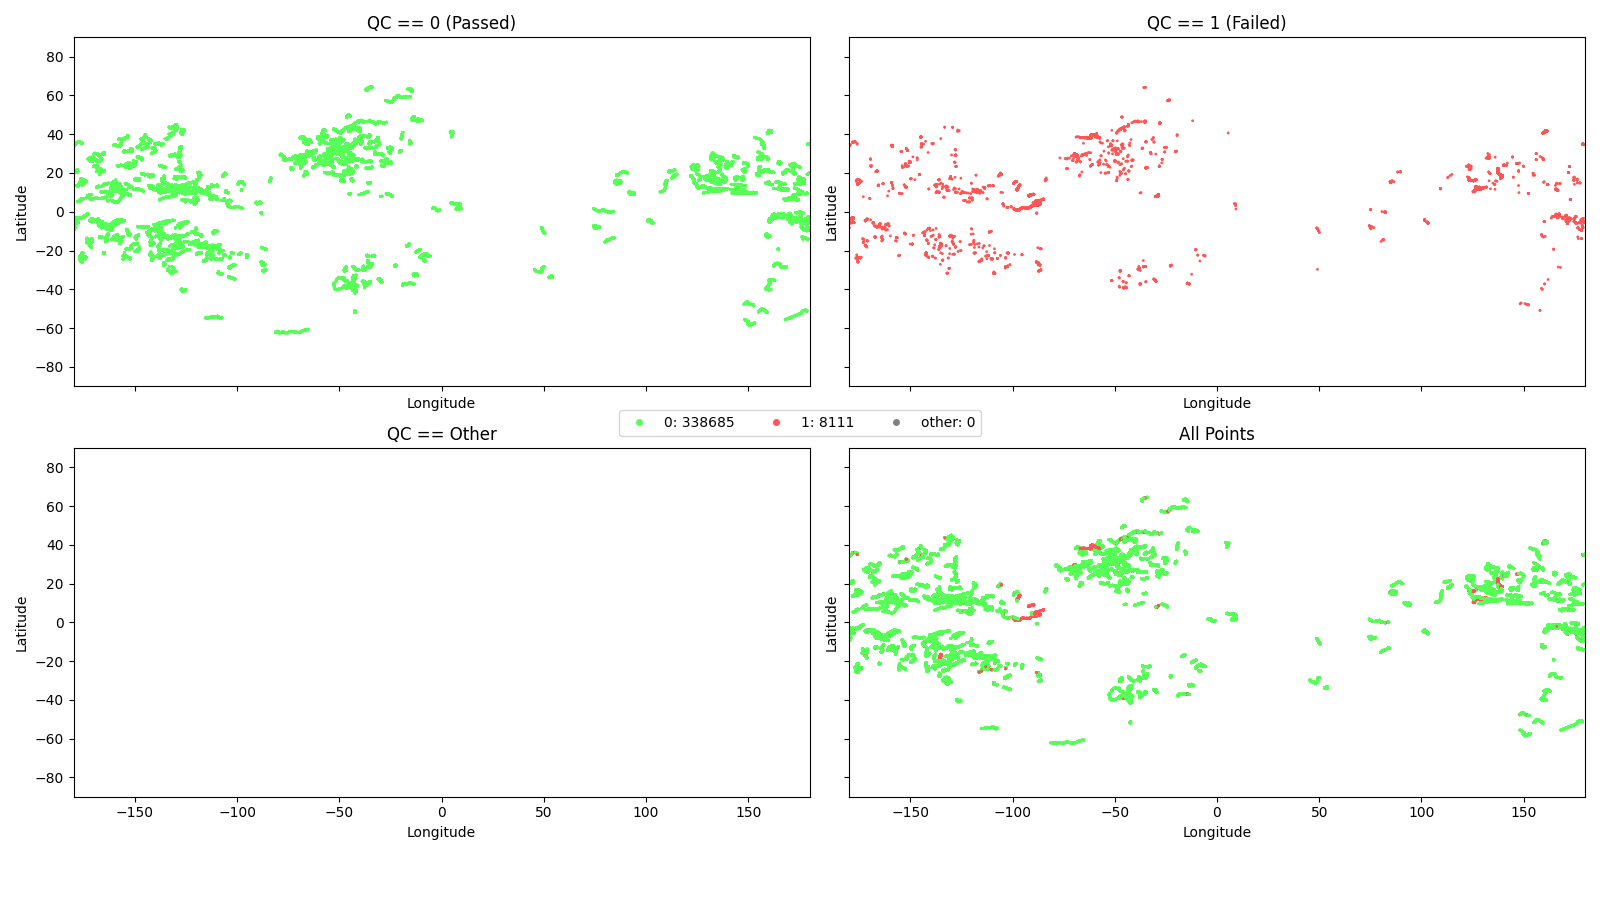 QC == 0 (Passed)
QC == 1 (Failed)
80
60
40
20
0
−20
−40
−60
−80
Latitude
Latitude
Longitude
Longitude
0: 338685
1: 8111
other: 0
QC == Other
All Points
80
60
40
20
0
−20
−40
−60
−80
Latitude
Latitude
−150
−100
−50
0
50
100
150
−150
−100
−50
0
50
100
150
Longitude
Longitude